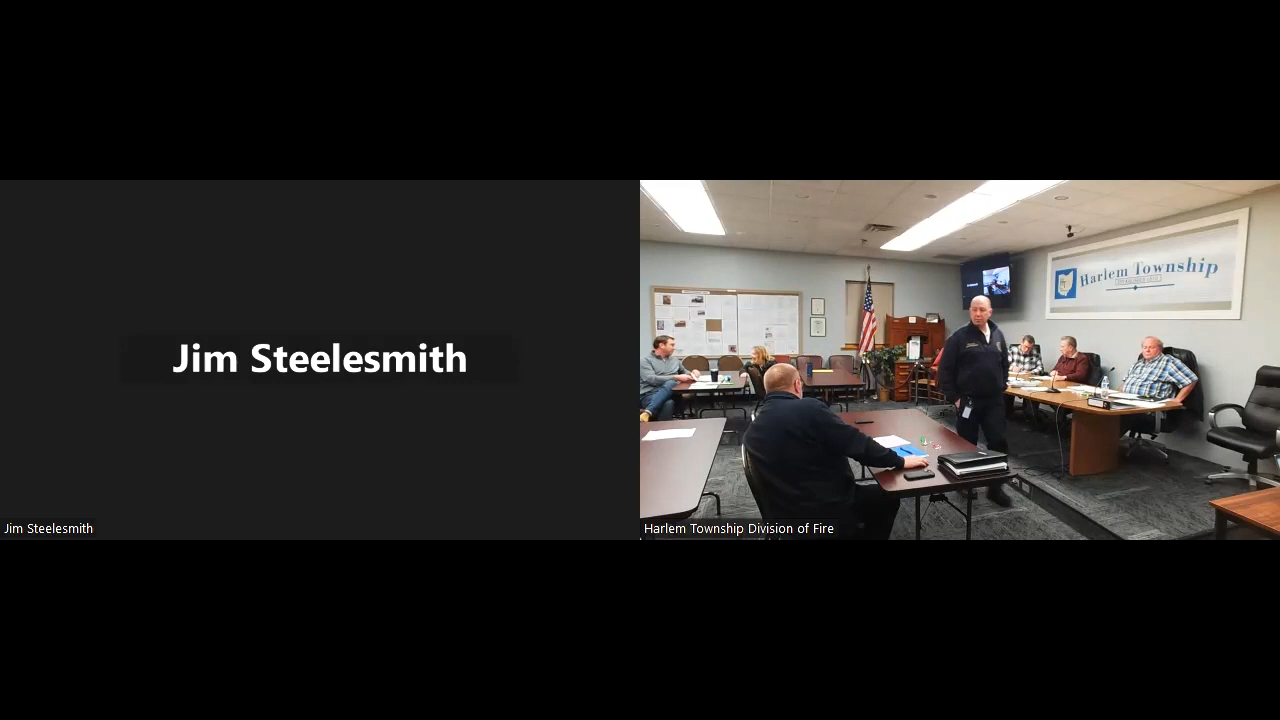 Jim Steelesmith
Jim Steelesmith
Harlem Township
Harlem Township Division of Fire